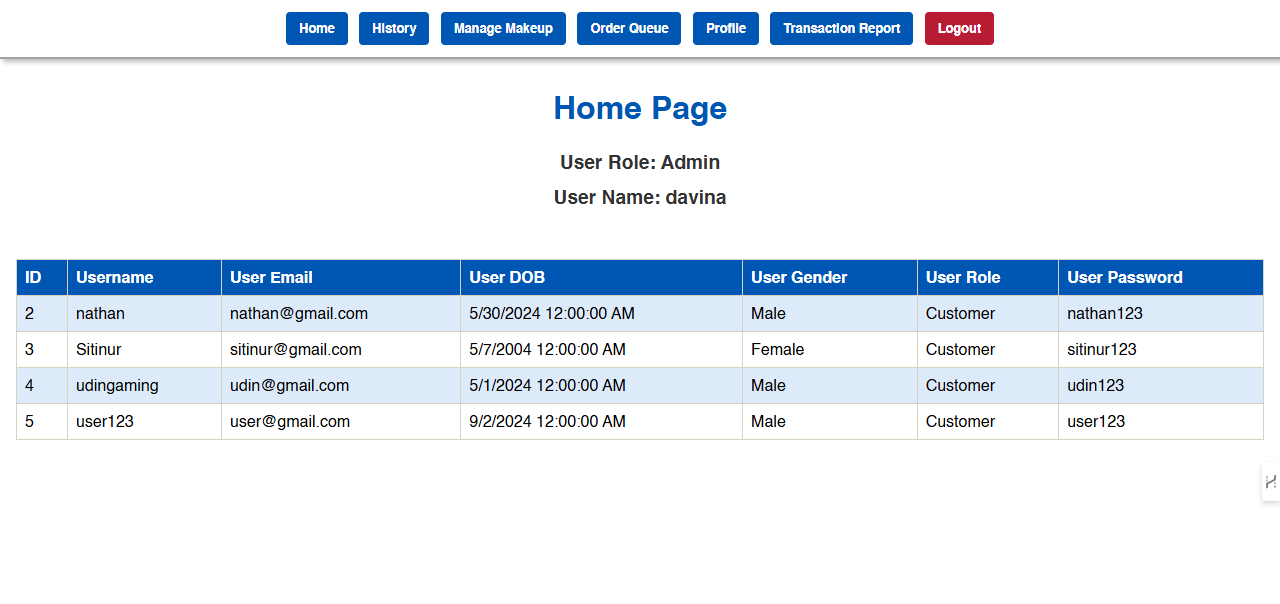 Home History Manage Makeup Order Queue Profile Transaction Report Logout
Home Page
User Role: Admin
User Name: davina
ID Username User Email User DOB User Gender User Role User Password
2 nathan nathan@gmail.com 5/30/2024 12:00:00 AM Male Customer nathan123
3 Sitinur sitinur@gmail.com 5/7/2004 12:00:00 AM Female Customer sitinur123
4 udingaming udin@gmail.com 5/1/2024 12:00:00 AM Male Customer udin123
5 user123 user@gmail.com 9/2/2024 12:00:00 AM Male Customer user123